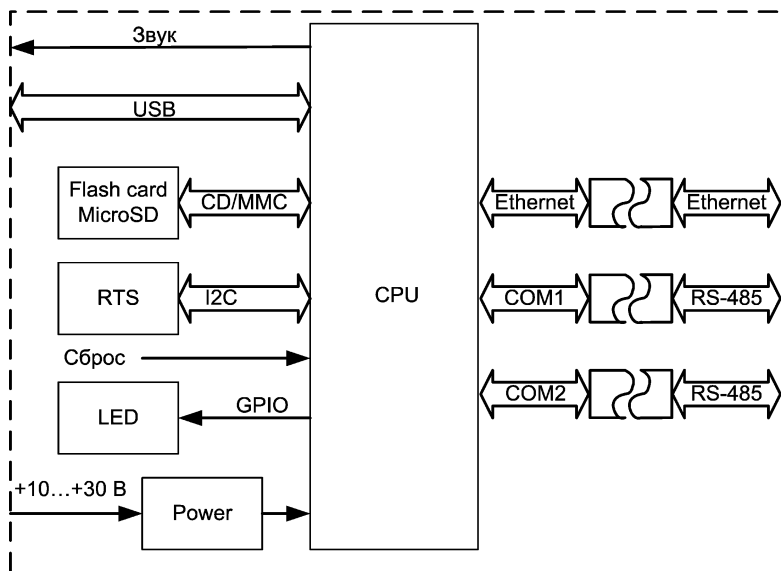 Звук
USB
Flash card
MicroSD
CD/MMC
Ethernet
Ethernet
RTS
I2C
CPU
COM1
RS-485
Сброс
LED
GPIO
COM2
RS-485
+10...+30 В
Power